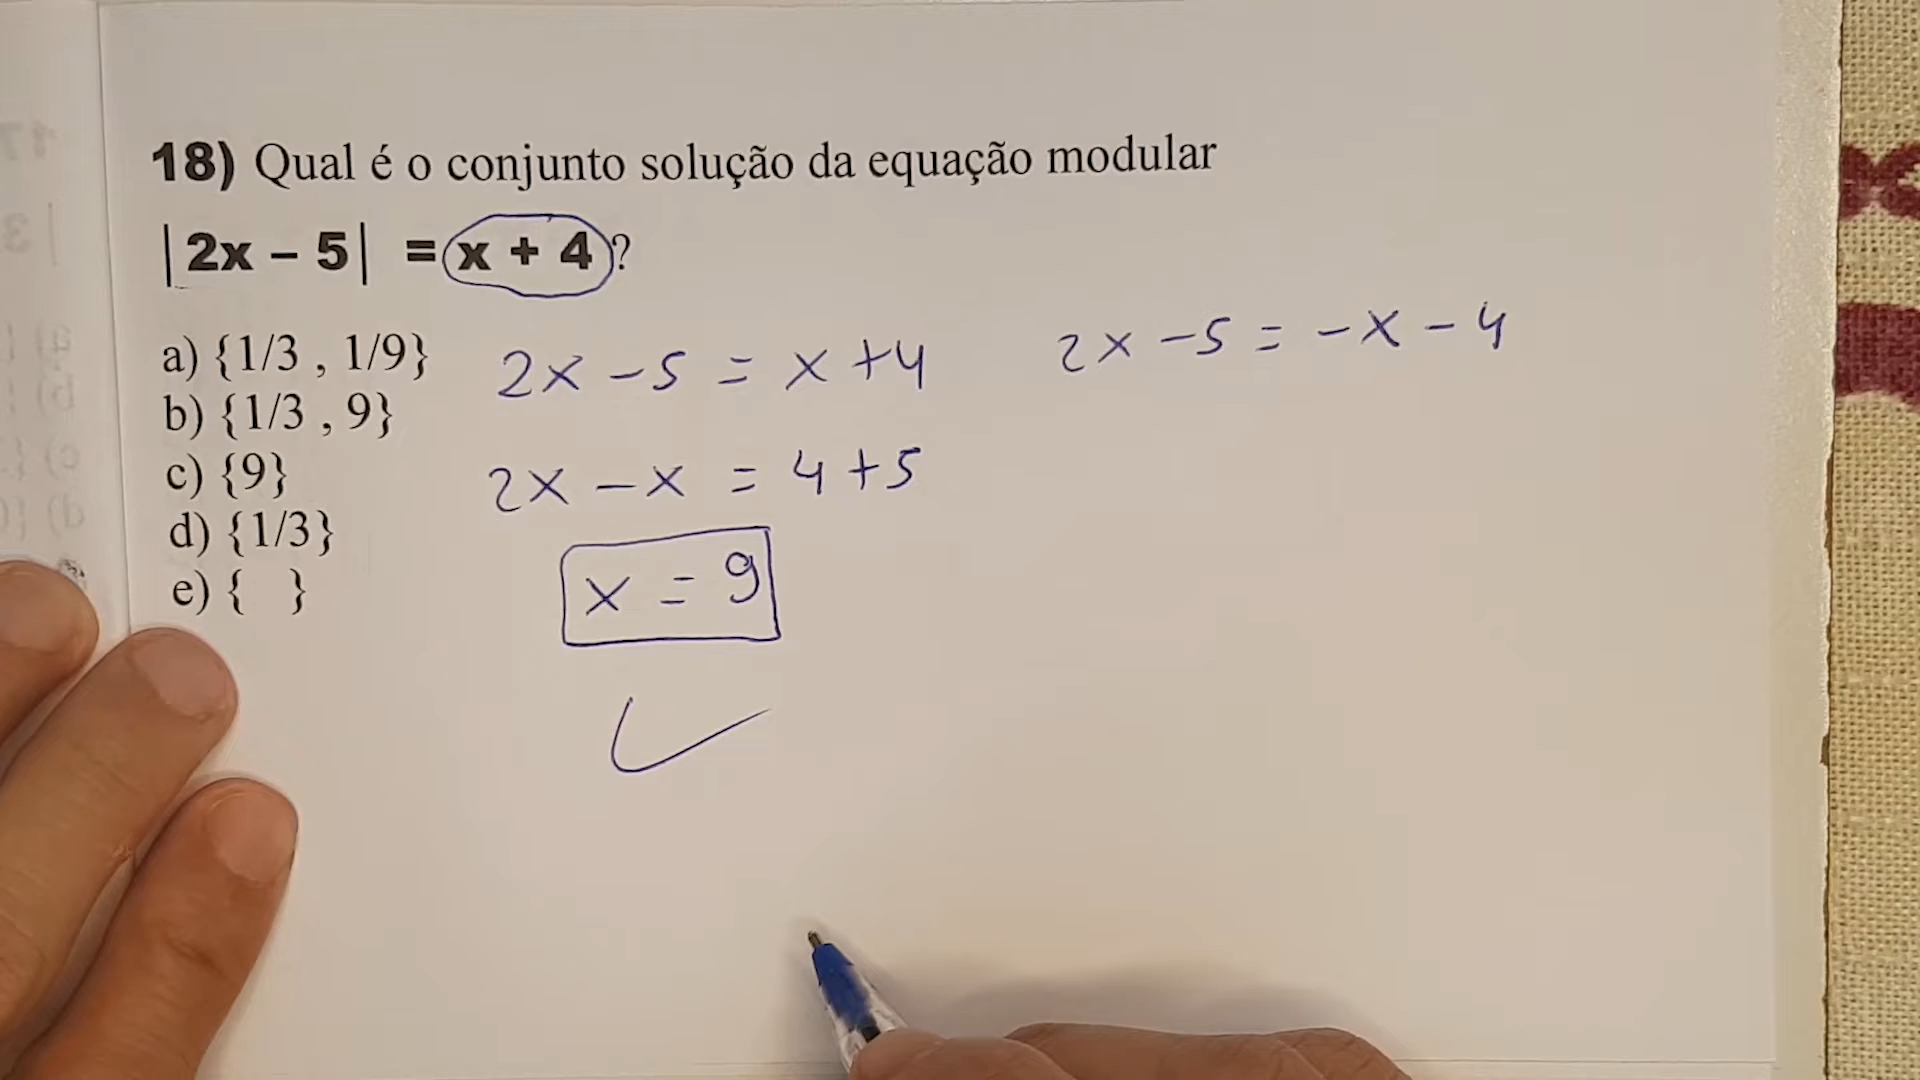 18) Qual é o conjunto solução da equação modular
|2x – 5| = x + 4?
a) {1/3 , 1/9}
b) {1/3 , 9}
c) {9}
d) {1/3}
e) { }
2x - 5 = x + 4
2x - x = 4 + 5
x = 9
2x - 5 = -x - 4